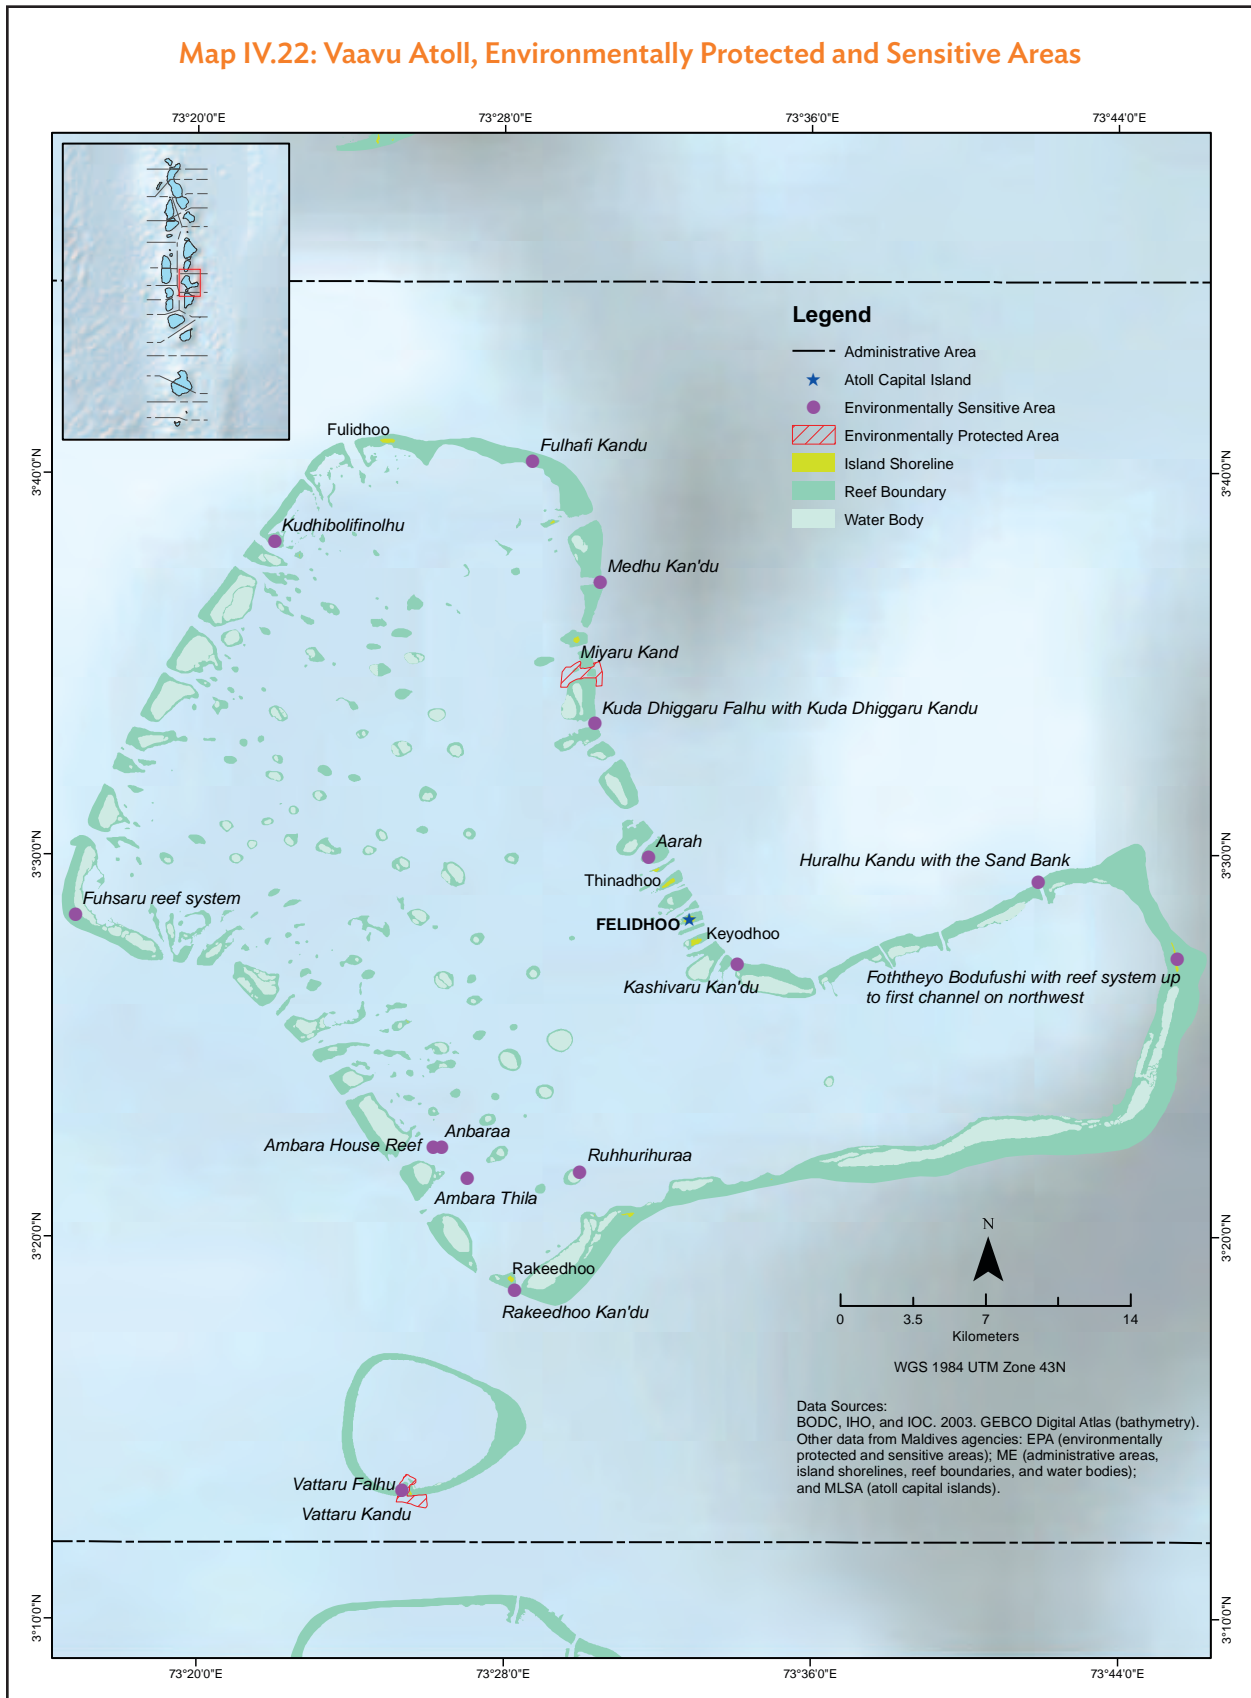 Map IV.22: Vaavu Atoll, Environmentally Protected and Sensitive Areas
73°20'0"E
73°28'0"E
73°36'0"E
73°44'0"E
Legend
Administrative Area
Atoll Capital Island
Environmentally Sensitive Area
Environmentally Protected Area
Island Shoreline
Reef Boundary
Water Body
Fulidhoo
Fulhafi Kandu
3°40'0"N
3°40'0"N
Kudhibolifinolhu
Medhu Kan'du
Miyaru Kand
Kuda Dhiggaru Falhu with Kuda Dhiggaru Kandu
Aarah
3°30'0"N
3°30'0"N
Huralhu Kandu with the Sand Bank
Thinadhoo
Fuhsaru reef system
FELIDHOO
Keyodhoo
Kashivaru Kan'du
Foththeyo Bodufushi with reef system up
to first channel on northwest
Anbaraa
Ambara House Reef
Ruhhurihuraa
Ambara Thila
3°20'0"N
3°20'0"N
N
Rakeedhoo
Rakeedhoo Kan'du
0
3.5
7
14
Kilometers
WGS 1984 UTM Zone 43N
Data Sources:
BODC, IHO, and IOC. 2003. GEBCO Digital Atlas (bathymetry).
Other data from Maldives agencies: EPA (environmentally
protected and sensitive areas); ME (administrative areas,
island shorelines, reef boundaries, and water bodies);
and MLSA (atoll capital islands).
Vattaru Falhu
Vattaru Kandu
3°10'0"N
3°10'0"N
73°20'0"E
73°28'0"E
73°36'0"E
73°44'0"E